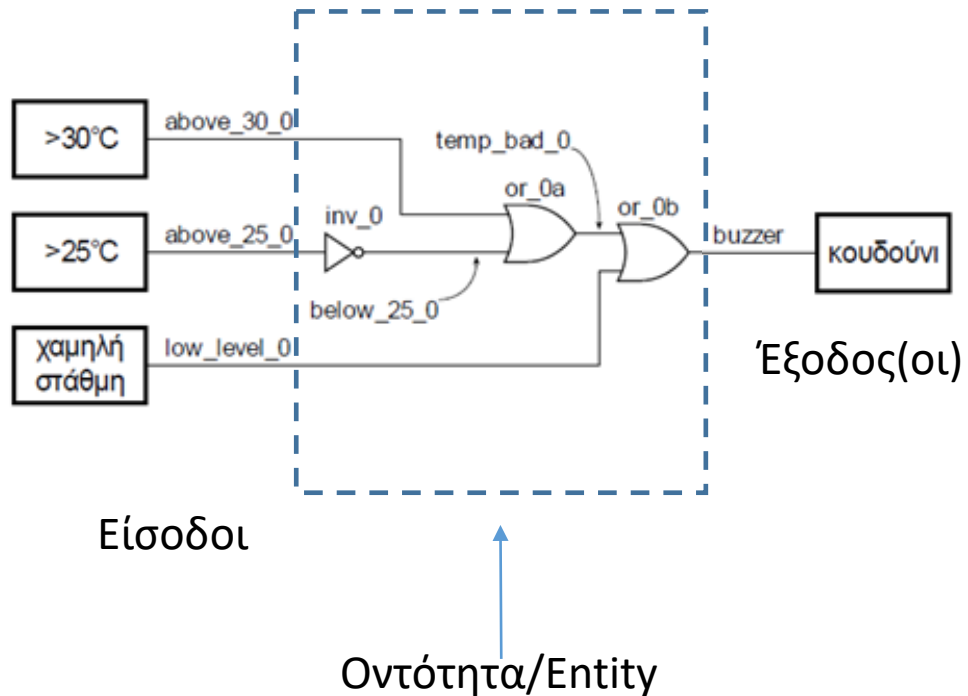 >30°C
above_30_0
temp_bad_0
or_0a
inv_0
or_0b
>25°C
above_25_0
buzzer
κουδούνι
below_25_0
χαμηλή
στάθμη
low_level_0
Έξοδος(οι)
Είσοδοι
Οντότητα/Entity